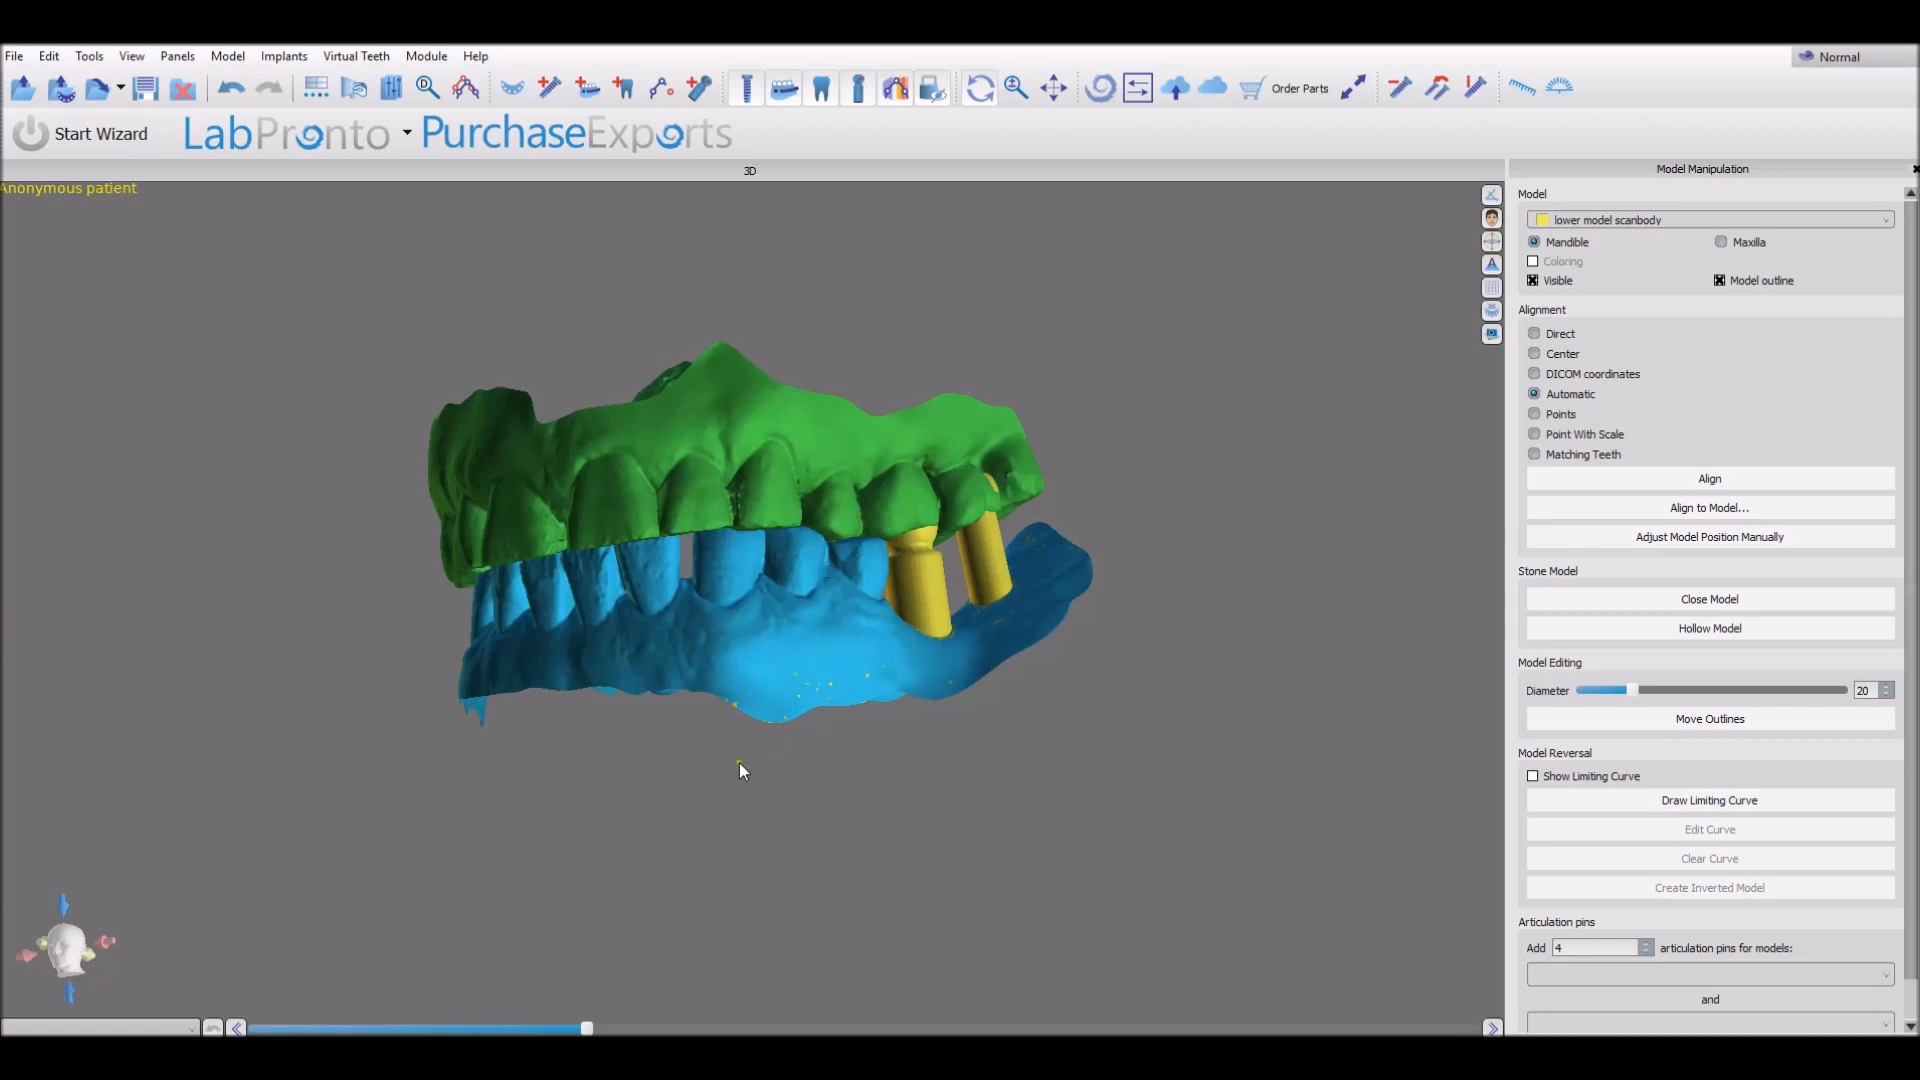 File Edit Tools View Panels Model Implants Virtual Teeth Module Help
Normal
Order Parts
Start Wizard LabPronto PurchaseExports
3D
Anonymous patient
Model Manipulation
Model
lower model scanbody
Mandible Maxilla
Coloring
Visible Model outline
Alignment
Direct
Center
DICOM coordinates
Automatic
Points
Point With Scale
Matching Teeth
Align
Align to Model...
Adjust Model Position Manually
Stone Model
Close Model
Hollow Model
Model Editing
Diameter 20
Move Outlines
Model Reversal
Show Limiting Curve
Draw Limiting Curve
Edit Curve
Clear Curve
Create Inverted Model
Articulation pins
Add 4 articulation pins for models:
and